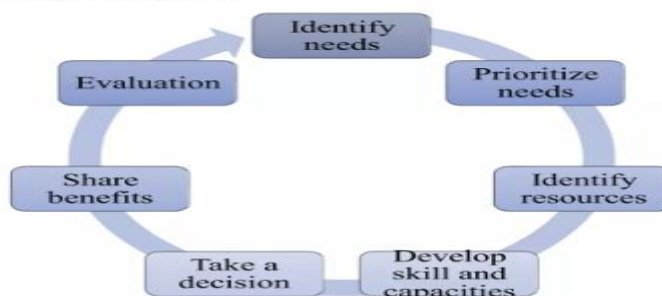 Identify
needs
Prioritize
needs
Identify
resources
Develop
skill and
capacities
Take a
decision
Share
benefits
Evaluation